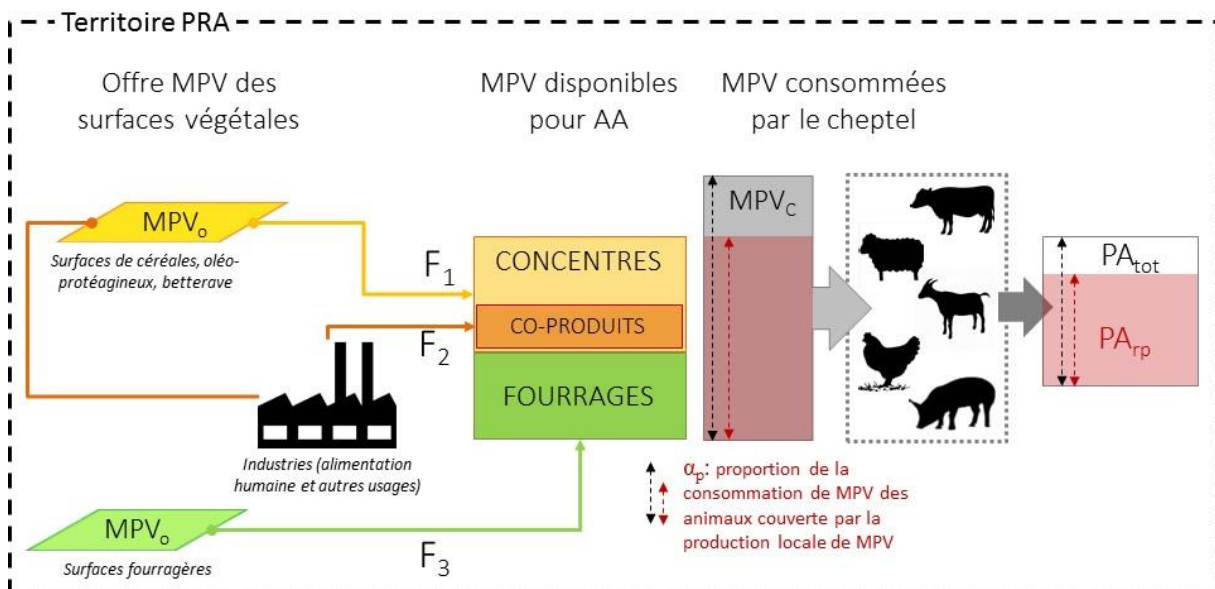 Territoire PRA
Offre MPV des
surfaces végétales
MPV disponibles
pour AA
MPV consommées
par le cheptel
MPVo
Surfaces de céréales, oléo-
protéagineux, betterave
F1
CONCENTRES
CO-PRODUITS
F2
FOURRAGES
Industries (alimentation
humaine et autres usages)
MPVo
Surfaces fourragères
F3
MPVC
PAtot
PArp
αp: proportion de la
consommation de MPV des
animaux couverte par la
production locale de MPV